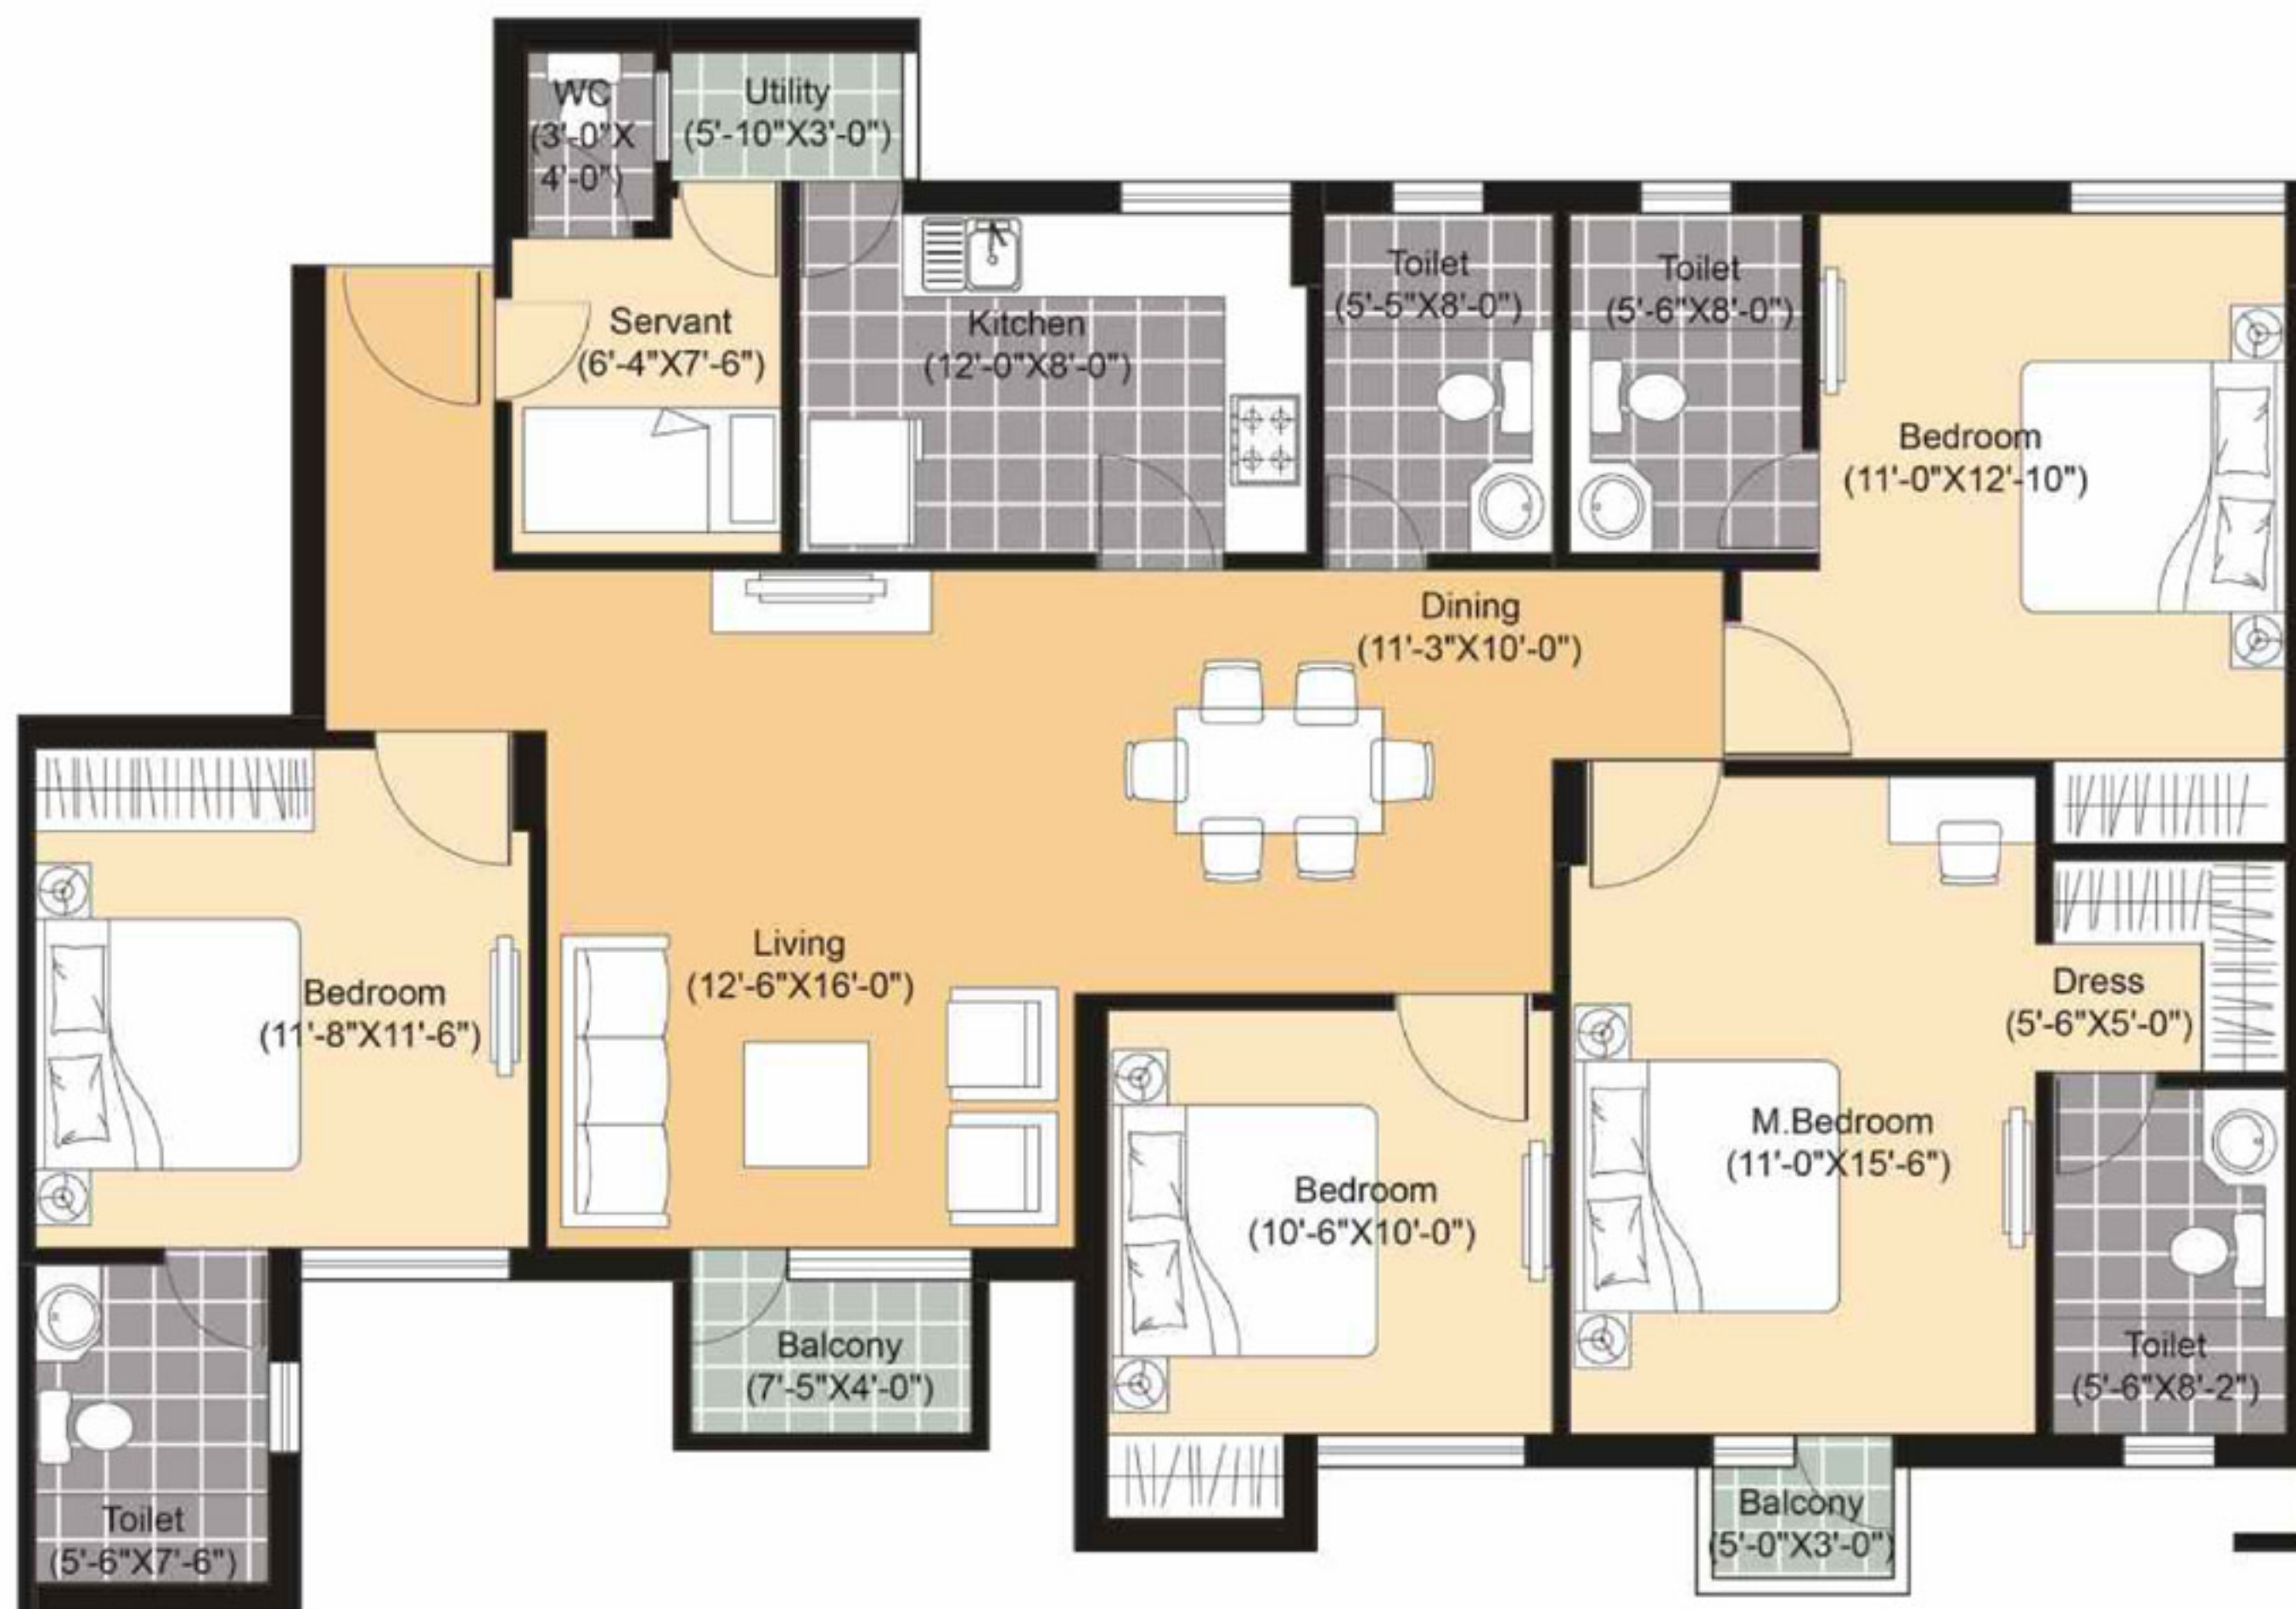 WC
(3'-0"X
4'-0")
Utility
(5'-10"X3'-0")
Servant
(6'-4"X7'-6")
Kitchen
(12'-0"X8'-0")
Toilet
(5'-5"X8'-0")
Toilet
(5'-6"X8'-0")
Bedroom
(11'-0"X12'-10")
Dining
(11'-3"X10'-0")
Living
(12'-6"X16'-0")
Bedroom
(11'-8"X11'-6")
Dress
(5'-6"X5'-0")
M.Bedroom
(11'-0"X15'-6")
Bedroom
(10'-6"X10'-0")
Balcony
(7'-5"X4'-0")
Toilet
(5'-6"X8'-2")
Toilet
(5'-6"X7'-6")
Balcony
(5'-0"X3'-0")